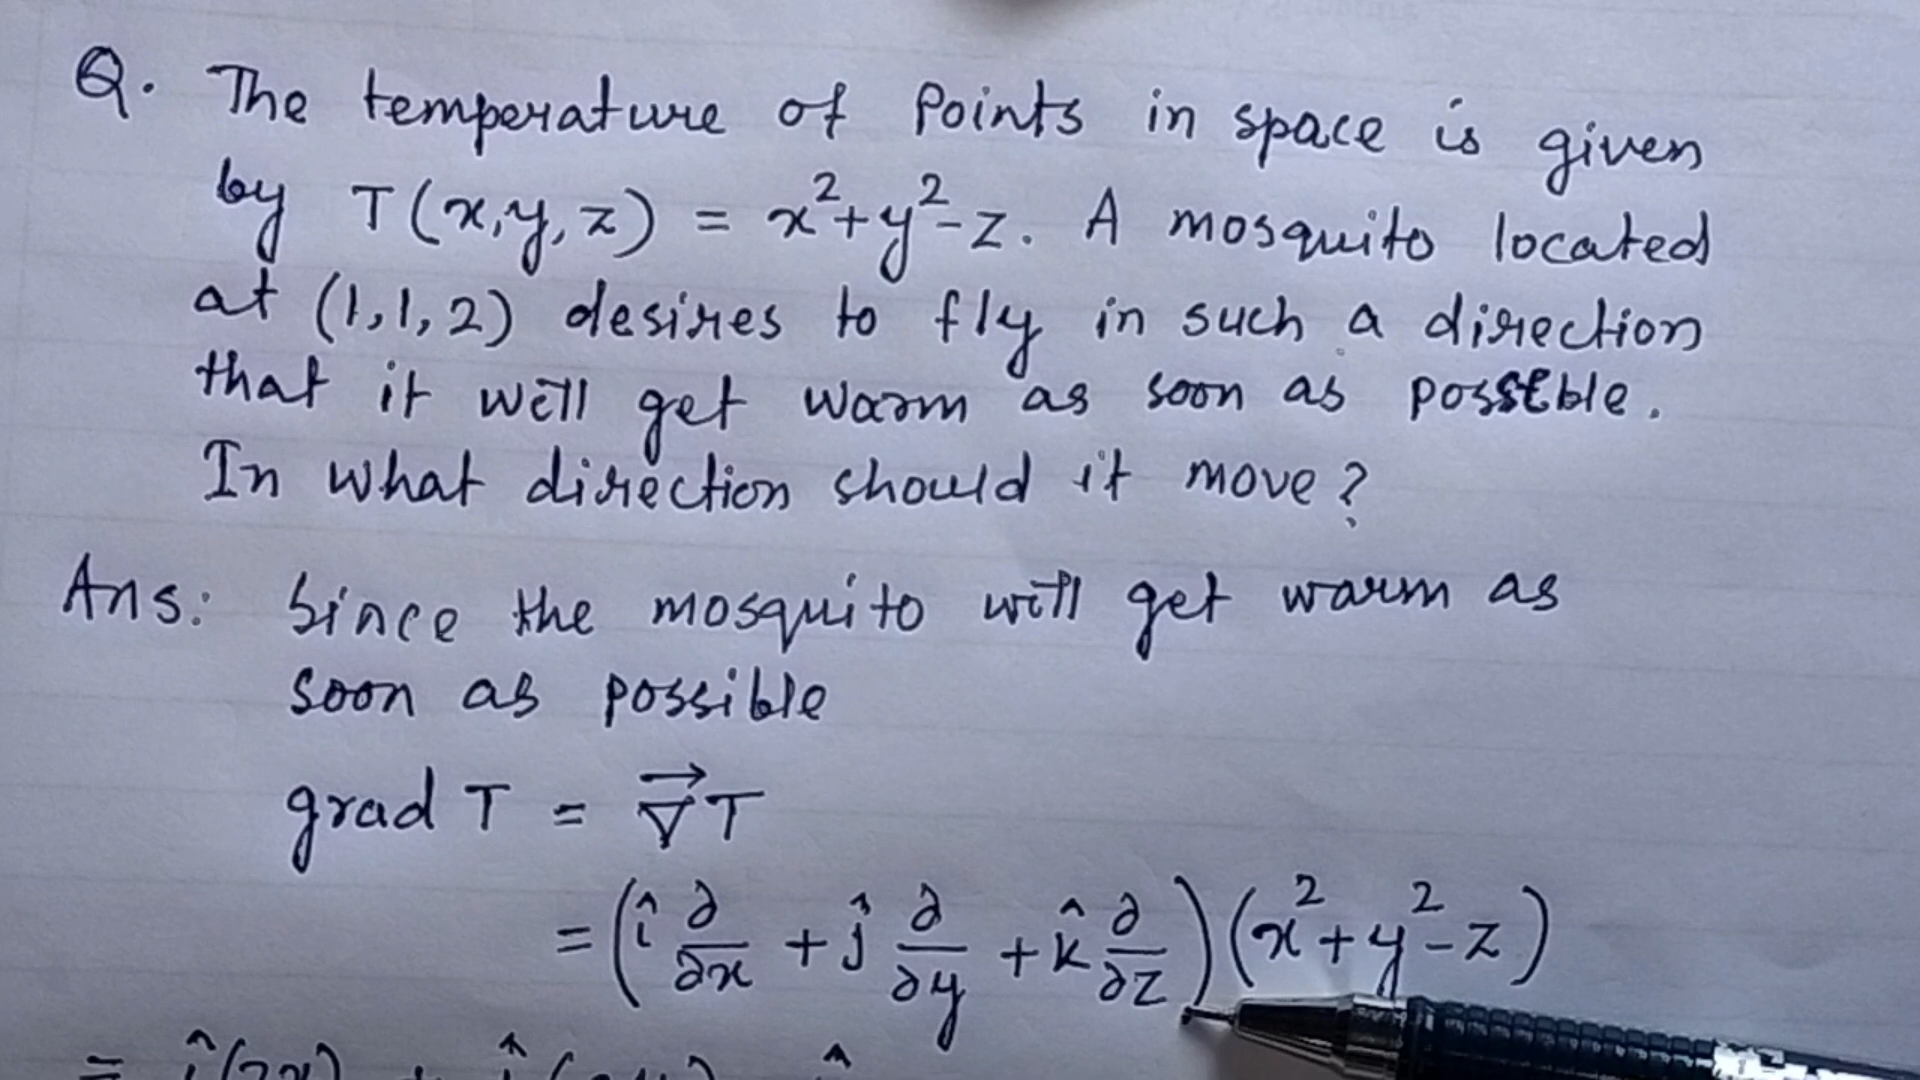 Q. The temperature of Points in space is given
by T(x,y,z) = x²+y²-z. A mosquito located
at (1,1,2) desires to fly in such a direction
that it will get warm as soon as possible.
In what direction should it move?
Ans: Since the mosquito will get warm as
soon as possible
grad T = ∇⃗T
= (î ∂/∂x + ĵ ∂/∂y + k̂ ∂/∂z)(x²+y²-z)